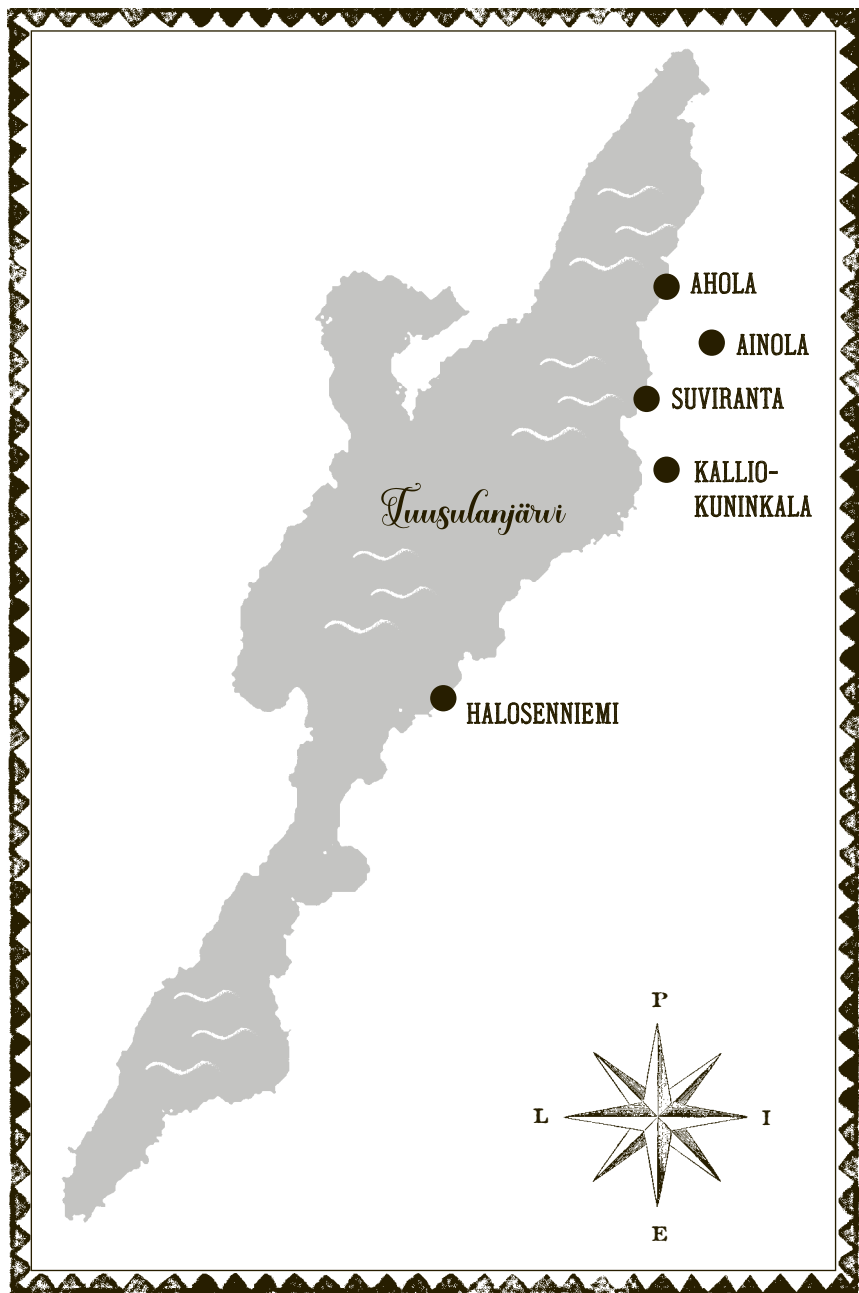 AHOLA
AINOLA
SUVIRANTA
KALLIO-
KUNINKALA
Tuusulanjärvi
HALOSENNIEMI
P
L
I
E